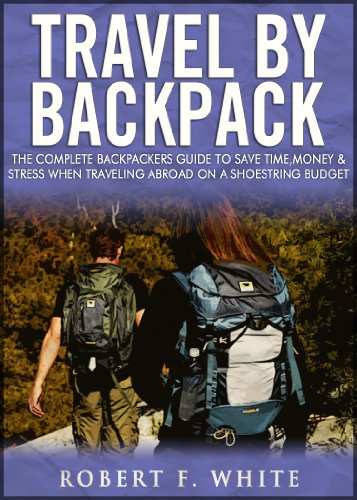 TRAVEL BY
BACKPACK
THE COMPLETE BACKPACKERS GUIDE TO SAVE TIME,MONEY &
STRESS WHEN TRAVELING ABROAD ON A SHOESTRING BUDGET
ROBERT F. WHITE